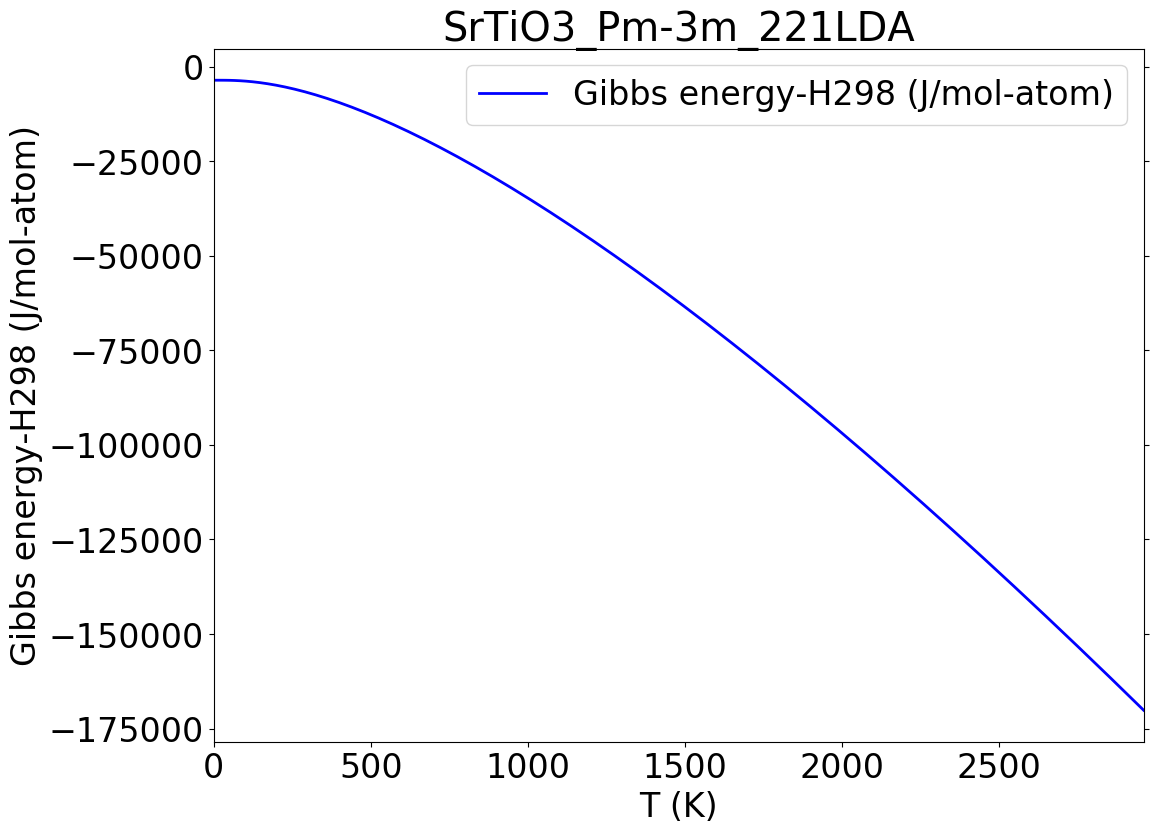 SrTiO3_Pm-3m_221LDA
Gibbs energy-H298 (J/mol-atom)
Gibbs energy-H298 (J/mol-atom)
0
−25000
−50000
−75000
−100000
−125000
−150000
−175000
0 500 1000 1500 2000 2500
T (K)